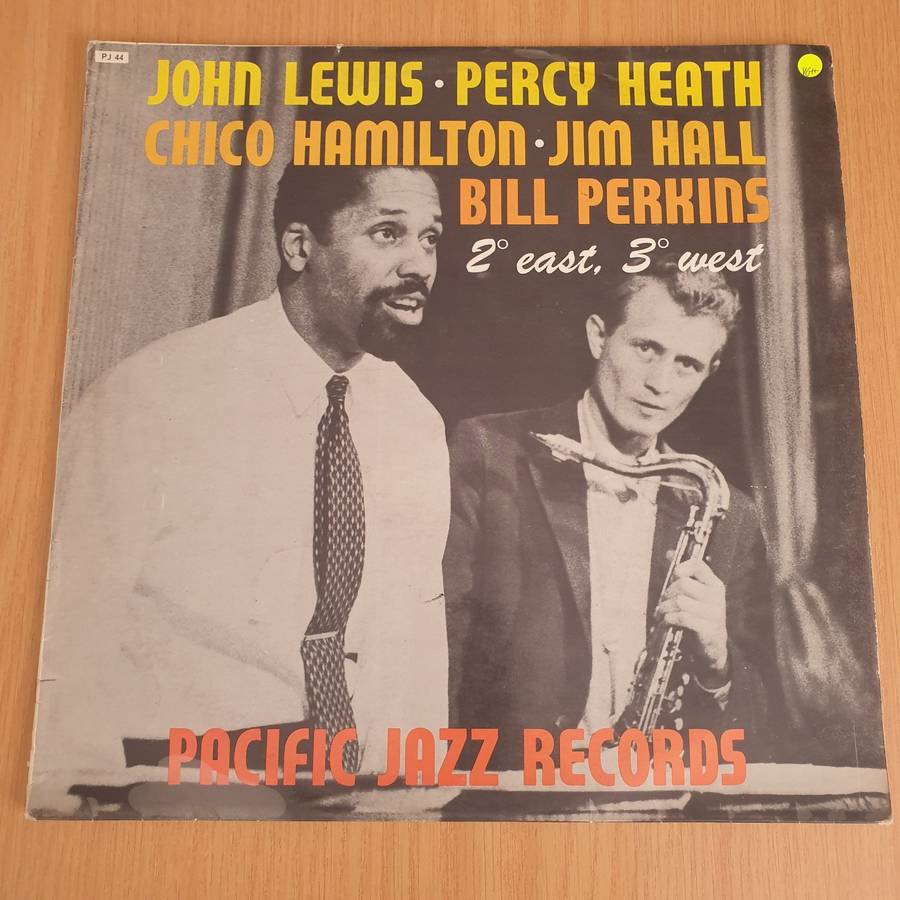 PJ 44
JOHN LEWIS · PERCY HEATH
CHICO HAMILTON · JIM HALL
BILL PERKINS
2° east, 3° west
PACIFIC JAZZ RECORDS